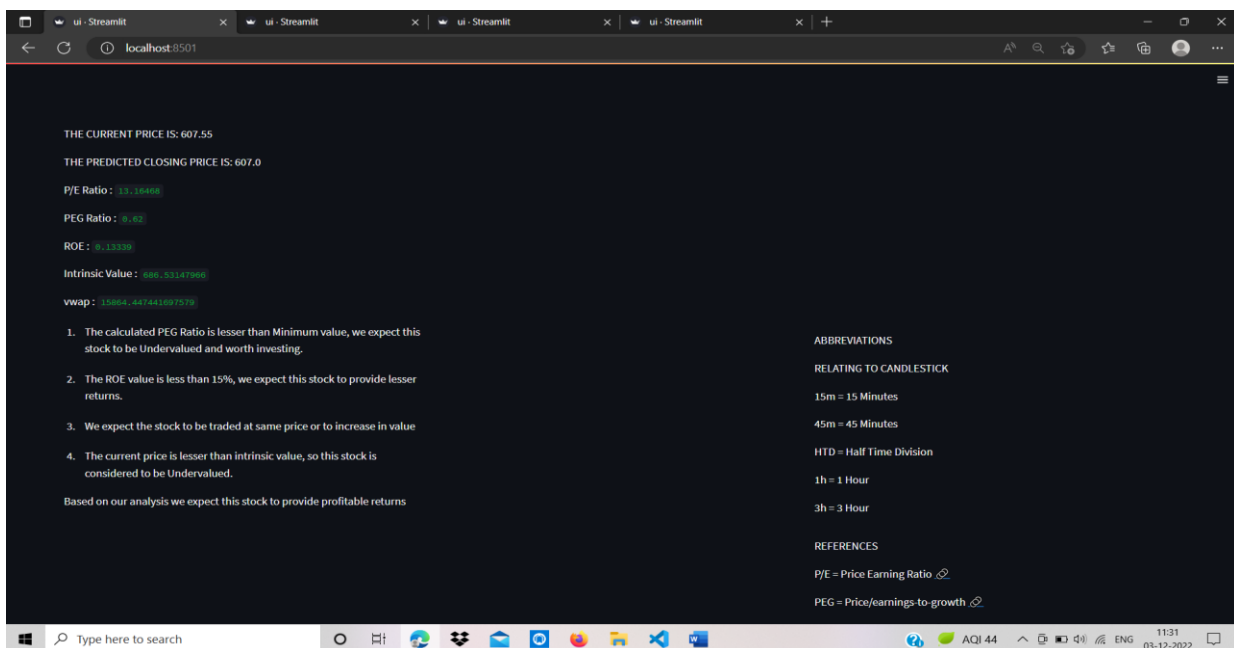 ui · Streamlit
ui · Streamlit
ui · Streamlit
ui · Streamlit
localhost:8501
THE CURRENT PRICE IS: 607.55
THE PREDICTED CLOSING PRICE IS: 607.0
P/E Ratio : 13.16468
PEG Ratio : 0.62
ROE : 0.13339
Intrinsic Value : 686.53147966
vwap : 15864.447441697579
1. The calculated PEG Ratio is lesser than Minimum value, we expect this
stock to be Undervalued and worth investing.
2. The ROE value is less than 15%, we expect this stock to provide lesser
returns.
3. We expect the stock to be traded at same price or to increase in value
4. The current price is lesser than intrinsic value, so this stock is
considered to be Undervalued.
Based on our analysis we expect this stock to provide profitable returns
ABBREVIATIONS
RELATING TO CANDLESTICK
15m = 15 Minutes
45m = 45 Minutes
HTD = Half Time Division
1h = 1 Hour
3h = 3 Hour
REFERENCES
P/E = Price Earning Ratio
PEG = Price/earnings-to-growth
Type here to search
AQI 44
ENG
11:31
03-12-2022